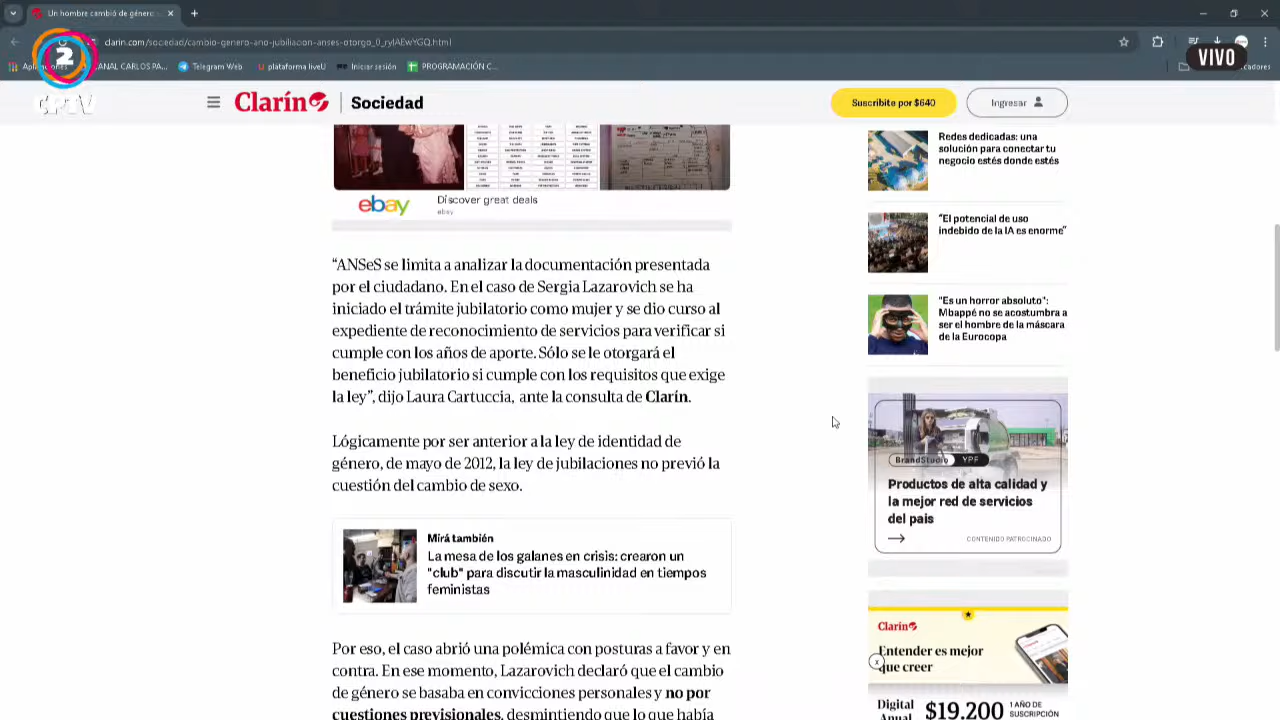 Un hombre cambió de género
clarin.com/sociedad/cambio-genero-ano-jubiliacion-anses-otorgo_0_rylAEwYGQ.html
CANAL CARLOS PA...
Telegram Web
plataforma liveU
Iniciar sesión
PROGRAMACIÓN C...
2
CPTV
VIVO
Clarín
Sociedad
Suscribite por $640
Ingresar
ebay
Discover great deals
ebay
“ANSeS se limita a analizar la documentación presentada
por el ciudadano. En el caso de Sergia Lazarovich se ha
iniciado el trámite jubilatorio como mujer y se dio curso al
expediente de reconocimiento de servicios para verificar si
cumple con los años de aporte. Sólo se le otorgará el
beneficio jubilatorio si cumple con los requisitos que exige
la ley”, dijo Laura Cartuccia, ante la consulta de Clarín.
Lógicamente por ser anterior a la ley de identidad de
género, de mayo de 2012, la ley de jubilaciones no previó la
cuestión del cambio de sexo.
Mirá también
La mesa de los galanes en crisis: crearon un
"club" para discutir la masculinidad en tiempos
feministas
Por eso, el caso abrió una polémica con posturas a favor y en
contra. En ese momento, Lazarovich declaró que el cambio
de género se basaba en convicciones personales y no por
cuestiones previsionales, desmintiendo que lo que había
Redes dedicadas: una
solución para conectar tu
negocio estés donde estés
“El potencial de uso
indebido de la IA es enorme”
"Es un horror absoluto":
Mbappé no se acostumbra a
ser el hombre de la máscara
de la Eurocopa
BrandStudio YPF
Productos de alta calidad y
la mejor red de servicios
del pais
CONTENIDO PATROCINADO
Clarín
Entender es mejor
que creer
Digital
Anual
$19.200
1 AÑO DE
SUSCRIPCIÓN